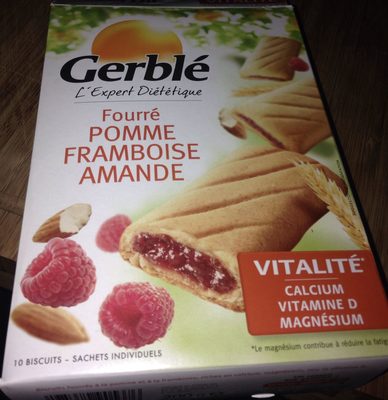 Gerblé
L'Expert Diététique
Fourré
POMME
FRAMBOISE
AMANDE
VITALITÉ*
CALCIUM
VITAMINE D
MAGNÉSIUM
*Le magnésium contribue à réduire la fatig
10 BISCUITS - SACHETS INDIVIDUELS